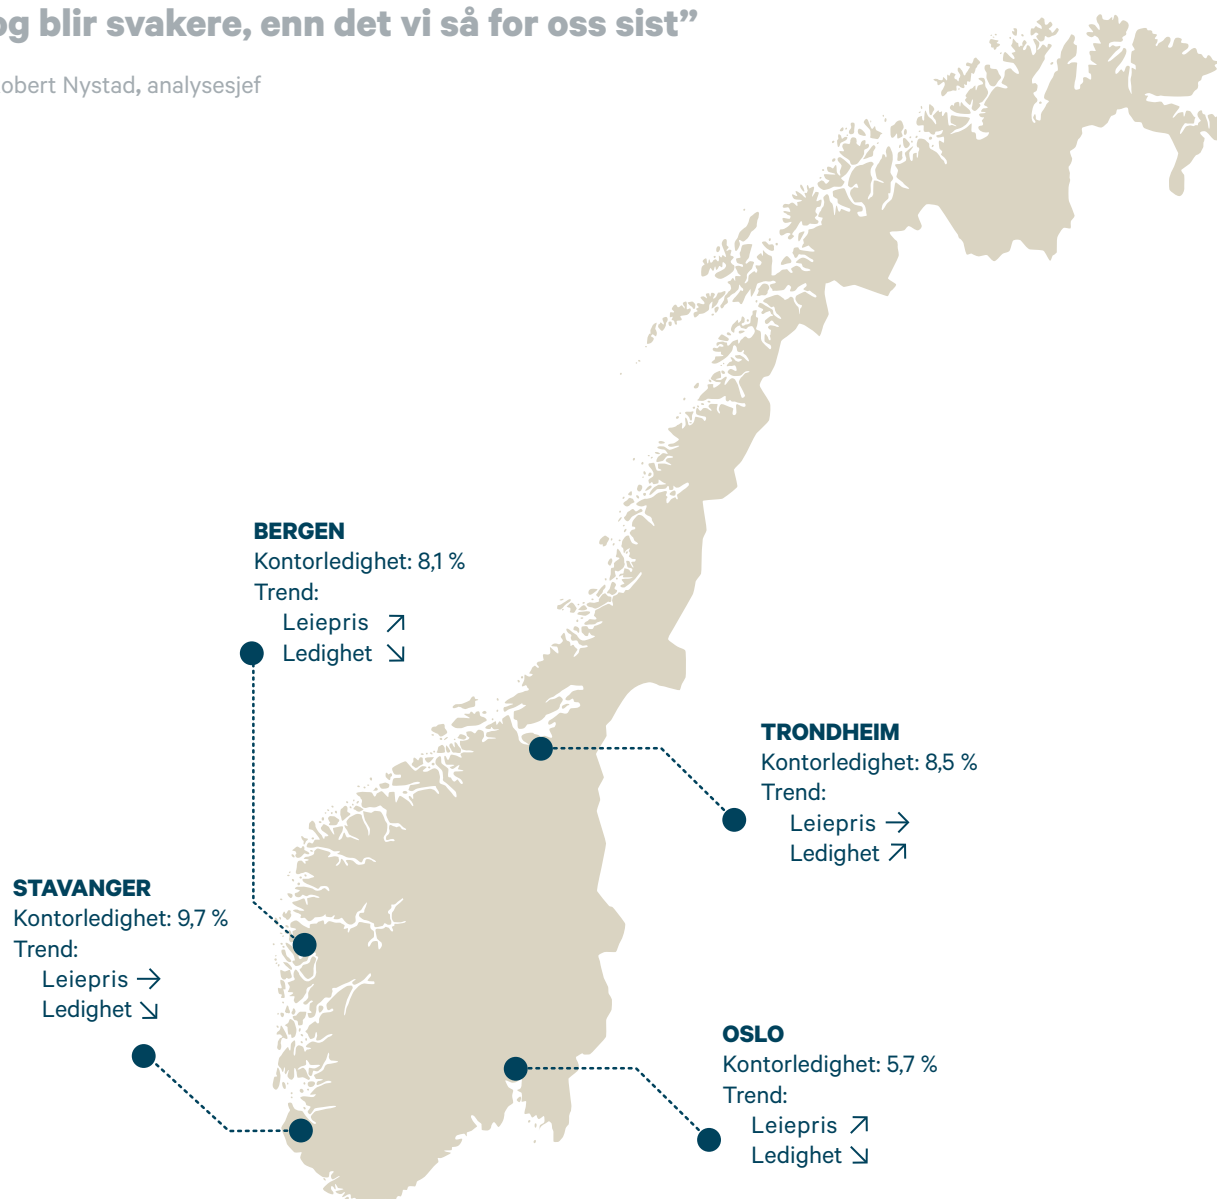 og blir svakere, enn det vi så for oss sist”
obert Nystad, analysesjef
BERGEN
Kontorledighet: 8,1 %
Trend:
Leiepris ↗
Ledighet ↘
TRONDHEIM
Kontorledighet: 8,5 %
Trend:
Leiepris →
Ledighet ↗
STAVANGER
Kontorledighet: 9,7 %
Trend:
Leiepris →
Ledighet ↘
OSLO
Kontorledighet: 5,7 %
Trend:
Leiepris ↗
Ledighet ↘